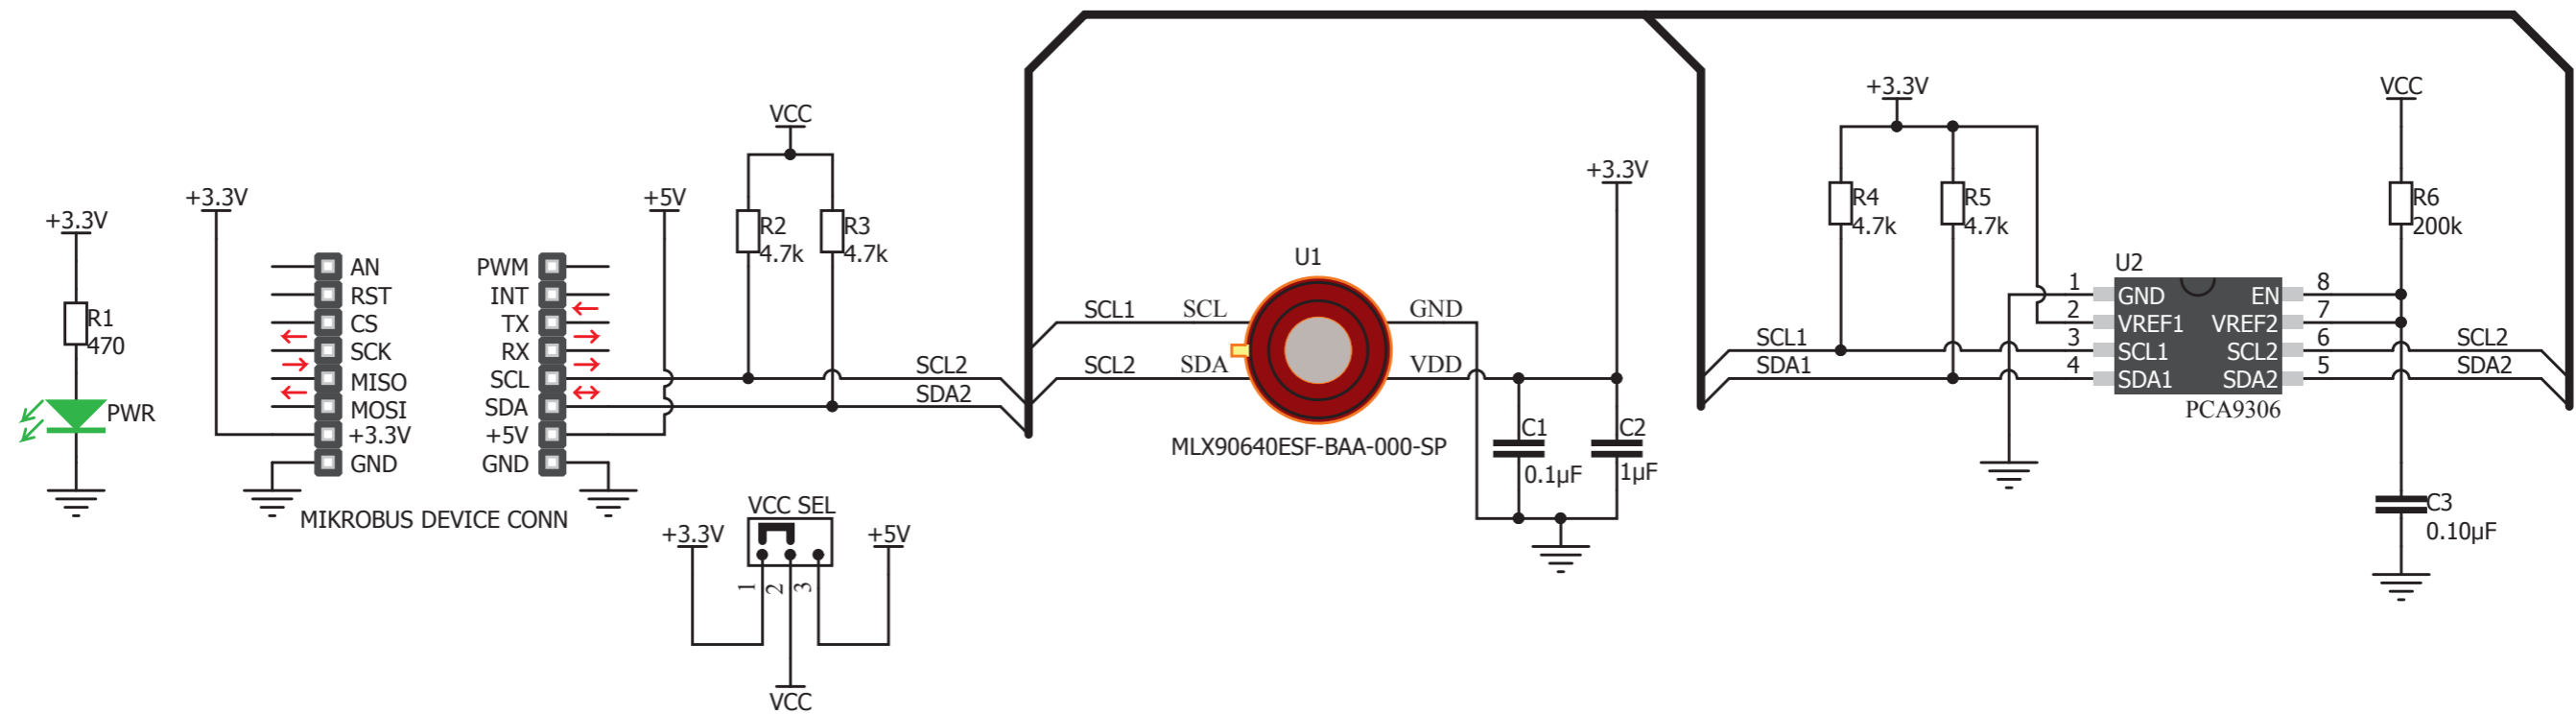 +3.3V
R1
470
PWR
+3.3V
AN
RST
CS
SCK
MISO
MOSI
+3.3V
GND
PWM
INT
TX
RX
SCL
SDA
+5V
GND
MIKROBUS DEVICE CONN
+5V
VCC
R2
4.7k
R3
4.7k
SCL2
SDA2
VCC SEL
+3.3V
+5V
1
2
3
VCC
U1
SCL1
SCL
SCL2
SDA
GND
VDD
MLX90640ESF-BAA-000-SP
+3.3V
C1
0.1µF
C2
1µF
+3.3V
R4
4.7k
R5
4.7k
SCL1
SDA1
U2
1
2
3
4
GND
VREF1
SCL1
SDA1
EN
VREF2
SCL2
SDA2
8
7
6
5
PCA9306
VCC
R6
200k
SCL2
SDA2
C3
0.10µF